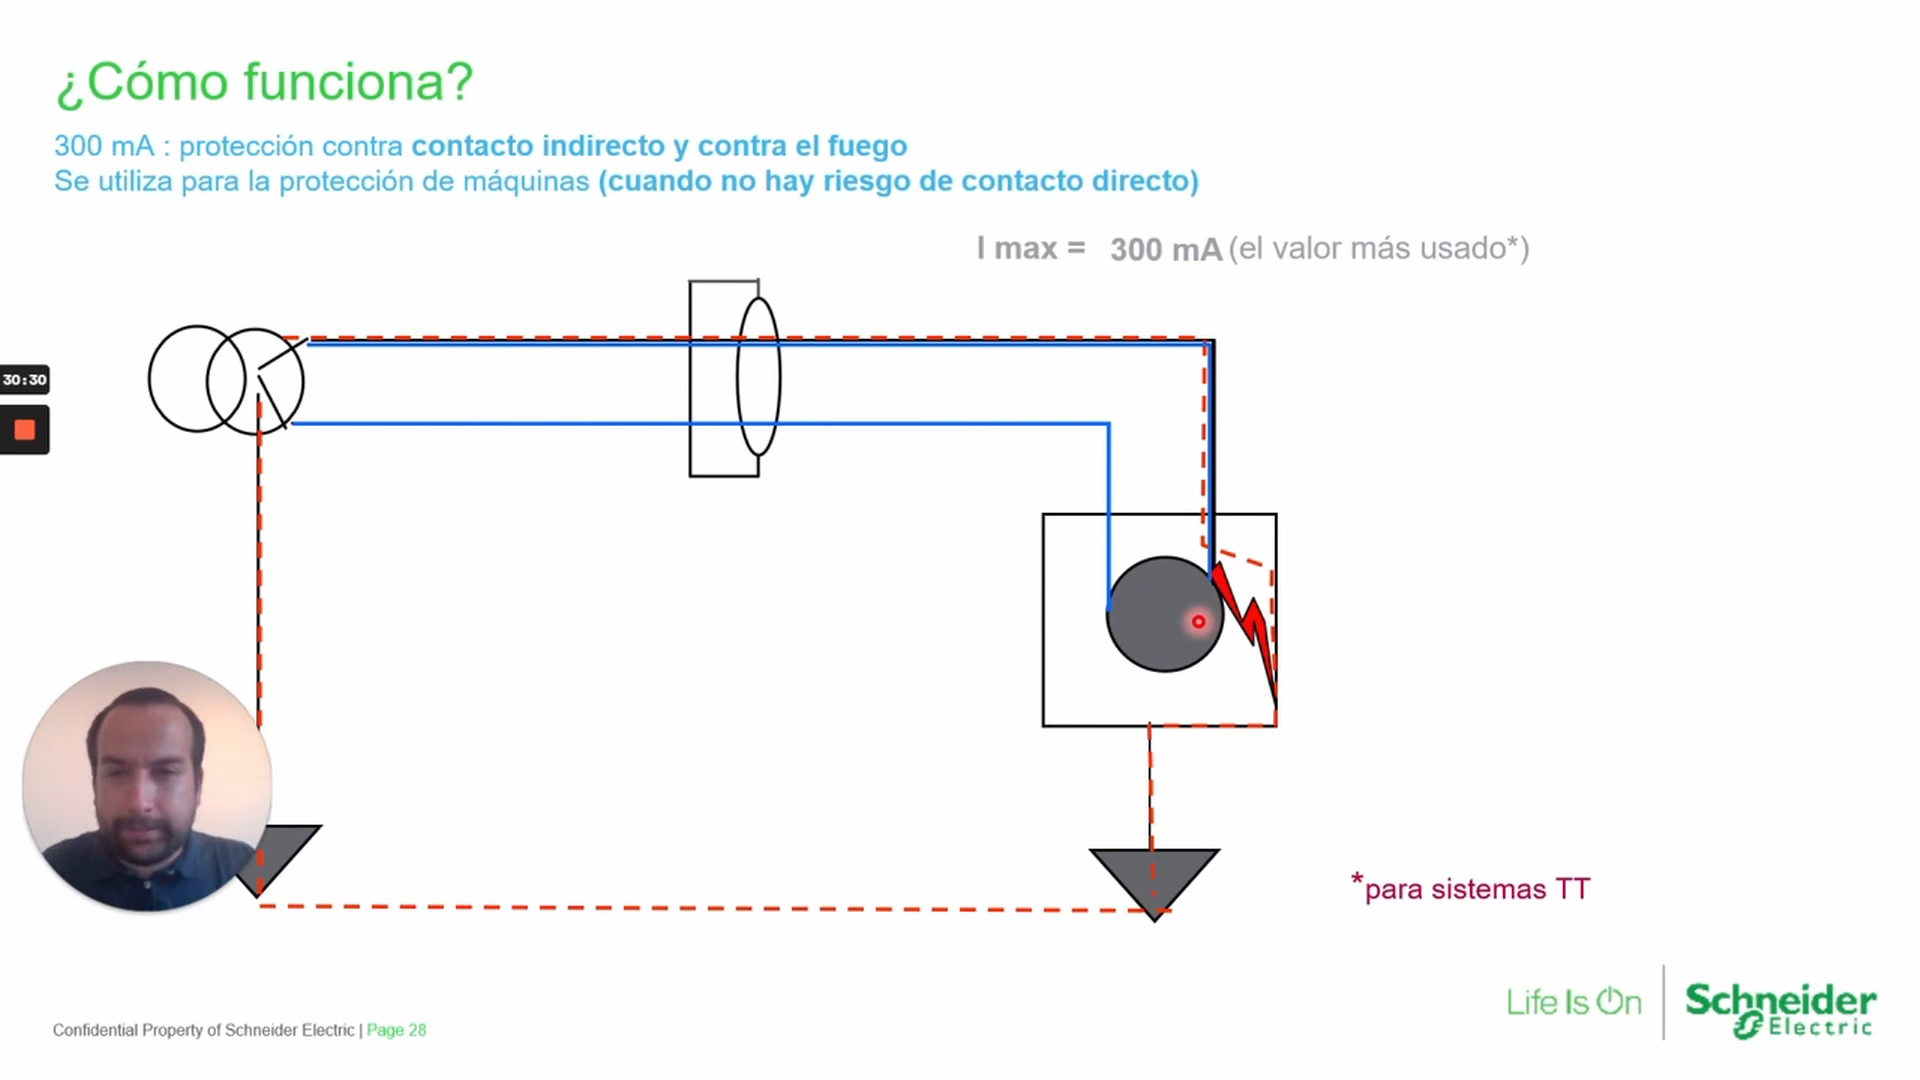 ¿Cómo funciona?
300 mA : protección contra contacto indirecto y contra el fuego
Se utiliza para la protección de máquinas (cuando no hay riesgo de contacto directo)
I max = 300 mA (el valor más usado*)
30:30
*para sistemas TT
Life Is On
Schneider
Electric
Confidential Property of Schneider Electric | Page 28